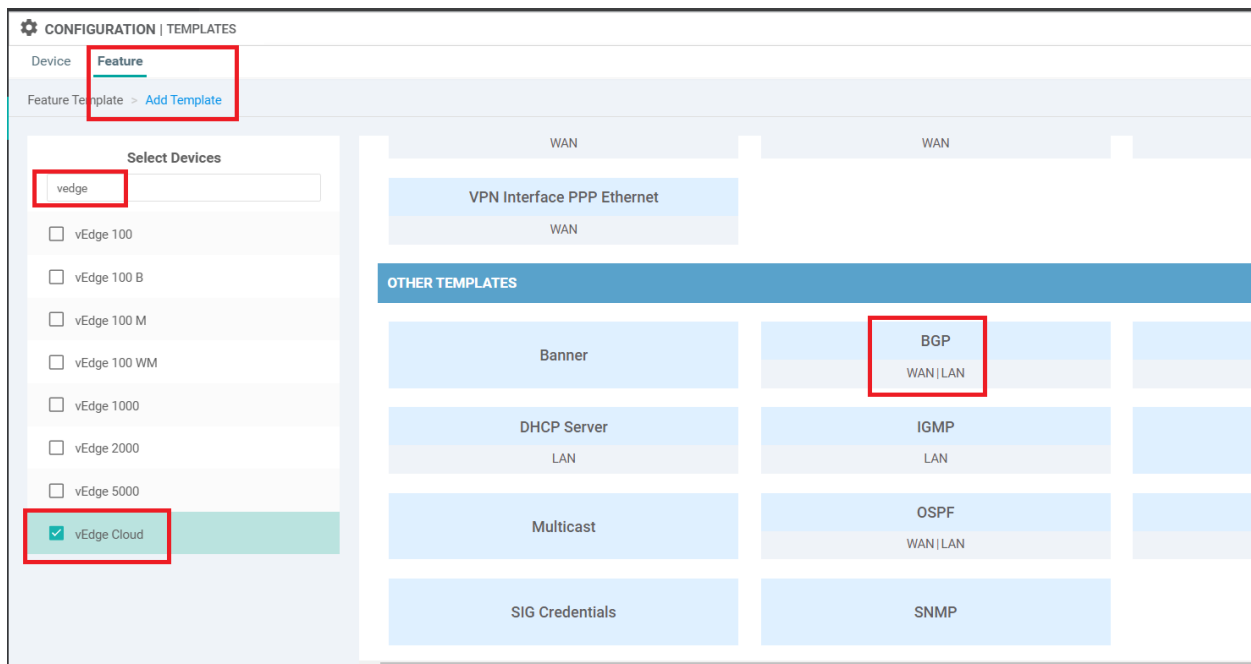 CONFIGURATION | TEMPLATES
Device Feature
Feature Template > Add Template
Select Devices
vedge
vEdge 100
vEdge 100 B
vEdge 100 M
vEdge 100 WM
vEdge 1000
vEdge 2000
vEdge 5000
vEdge Cloud
WAN WAN
VPN Interface PPP Ethernet
WAN
OTHER TEMPLATES
Banner
BGP
WAN|LAN
DHCP Server
LAN
IGMP
LAN
Multicast
OSPF
WAN|LAN
SIG Credentials
SNMP